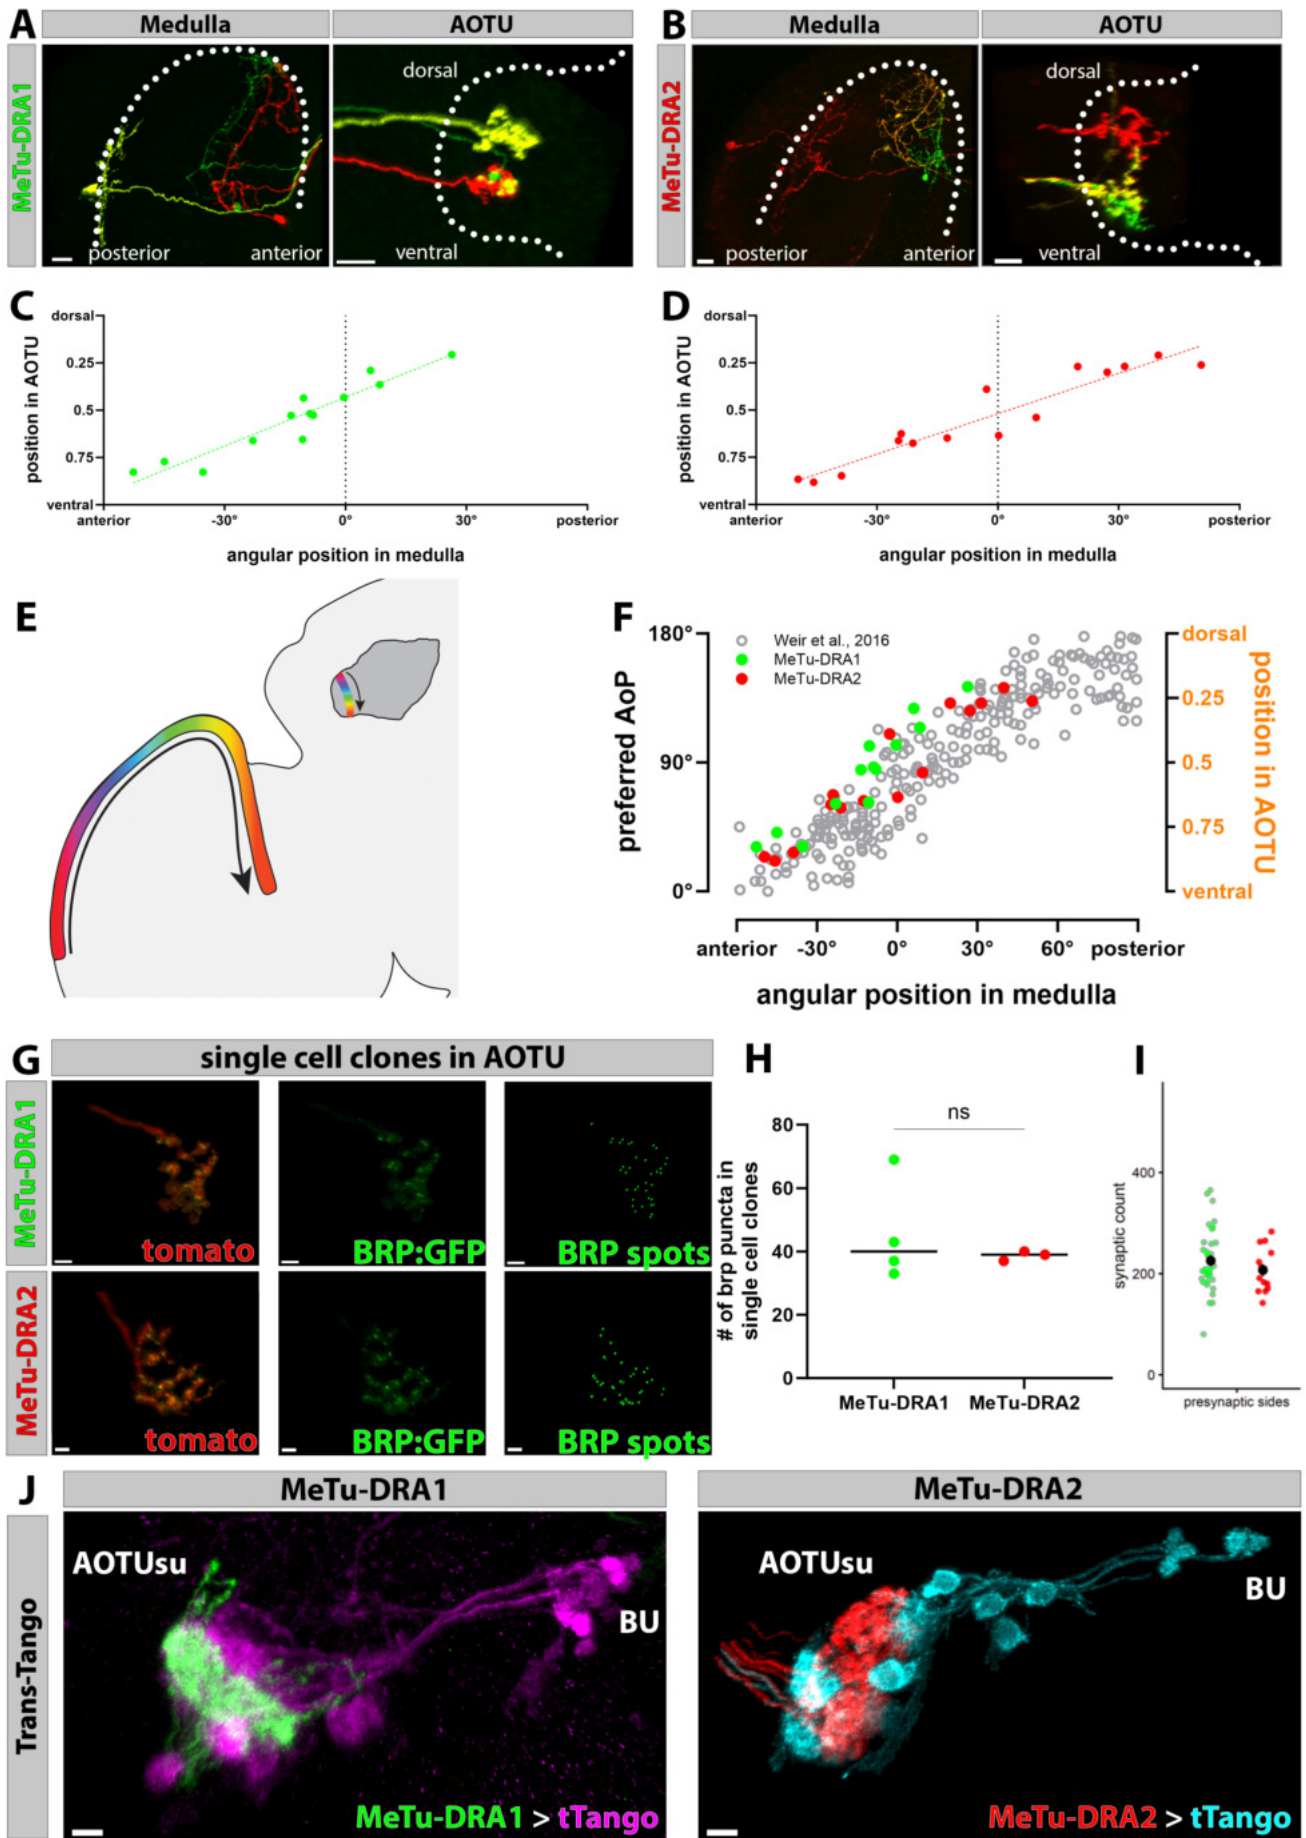 A
Medulla
AOTU
MeTu-DRA1
dorsal
posterior
anterior
ventral
B
Medulla
AOTU
MeTu-DRA2
dorsal
posterior
anterior
ventral
C
position in AOTU
dorsal
0.25
0.5
0.75
ventral
anterior -30° 0° 30° posterior
angular position in medulla
D
position in AOTU
dorsal
0.25
0.5
0.75
ventral
anterior -30° 0° 30° posterior
angular position in medulla
E
F
preferred AoP
180°
90°
0°
Weir et al., 2016
MeTu-DRA1
MeTu-DRA2
dorsal
0.25
0.5
0.75
ventral
position in AOTU
anterior -30° 0° 30° 60° posterior
angular position in medulla
G
single cell clones in AOTU
MeTu-DRA1
tomato
BRP:GFP
BRP spots
MeTu-DRA2
tomato
BRP:GFP
BRP spots
H
# of brp puncta in
single cell clones
80
60
40
20
0
ns
MeTu-DRA1 MeTu-DRA2
I
synaptic count
400
200
0
presynaptic sides
J
MeTu-DRA1
Trans-Tango
AOTUsu
BU
MeTu-DRA1 > tTango
MeTu-DRA2
AOTUsu
BU
MeTu-DRA2 > tTango